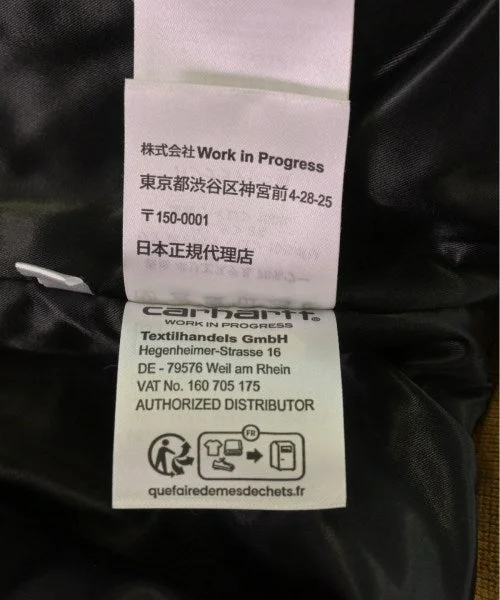 株式会社Work in Progress
東京都渋谷区神宮前4-28-25
〒150-0001
日本正規代理店
carhartt®
WORK IN PROGRESS
Textilhandels GmbH
Hegenheimer-Strasse 16
DE - 79576 Weil am Rhein
VAT No. 160 705 175
AUTHORIZED DISTRIBUTOR
FR
quefairedemesdechets.fr